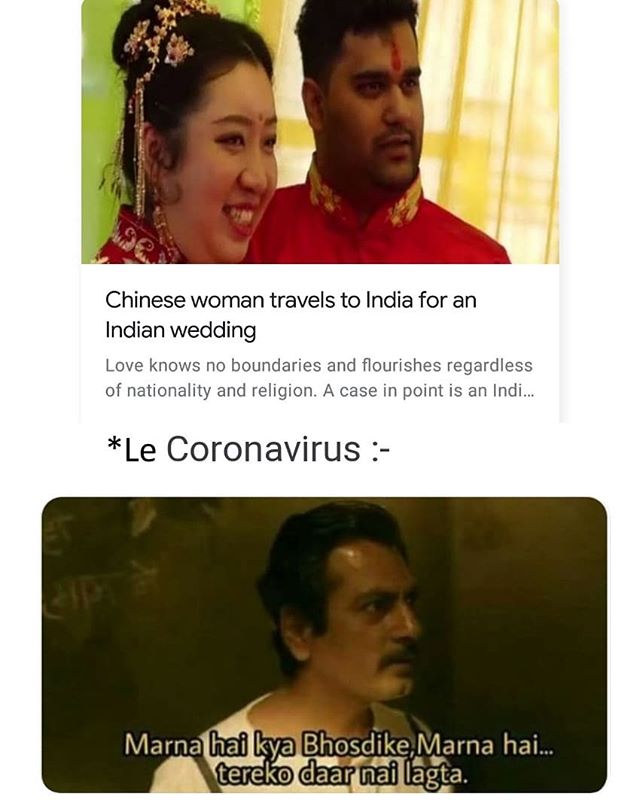 Chinese woman travels to India for an
Indian wedding
Love knows no boundaries and flourishes regardless
of nationality and religion. A case in point is an Indi...
*Le Coronavirus :-
Marna hai kya Bhosdike,Marna hai...
tereko daar nai lagta.